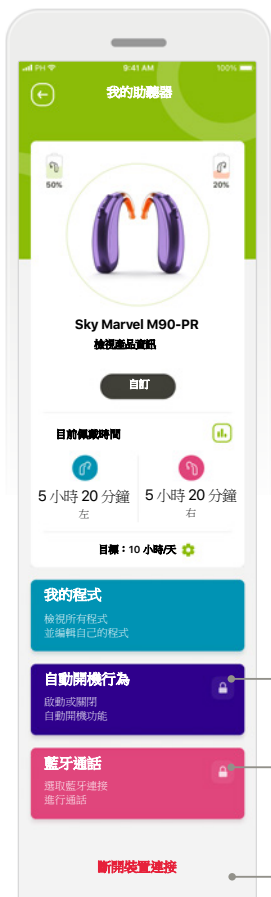 PH 9:41 AM 100%
我的助聽器
50% 20%
Sky Marvel M90-PR
檢視產品資訊
自訂
目前佩戴時間
5 小時 20 分鐘 5 小時 20 分鐘
左 右
目標：10 小時/天
我的程式
檢視所有程式
並編輯自己的程式
自動開機行為
啟動或關閉
自動開機功能
藍牙通話
選取藍牙連接
進行通話
斷開裝置連接